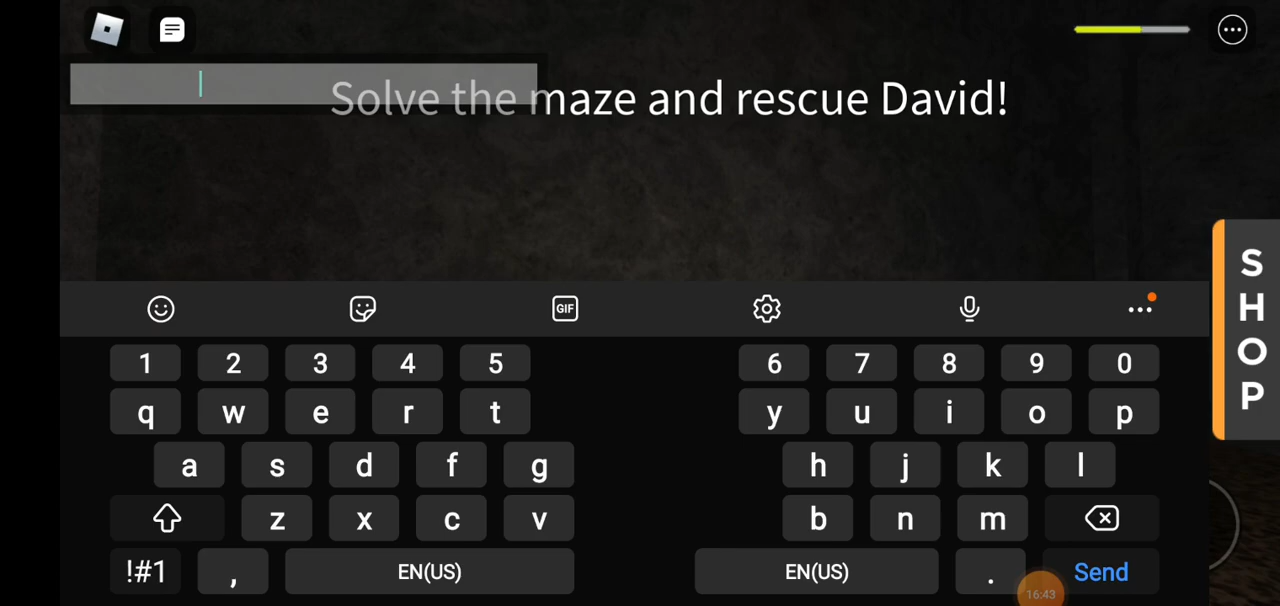 Solve the maze and rescue David!
S
H
O
P
GIF
1 2 3 4 5 6 7 8 9 0
q w e r t y u i o p
a s d f g h j k l
z x c v b n m
!#1 , EN(US) EN(US) . Send
16:43